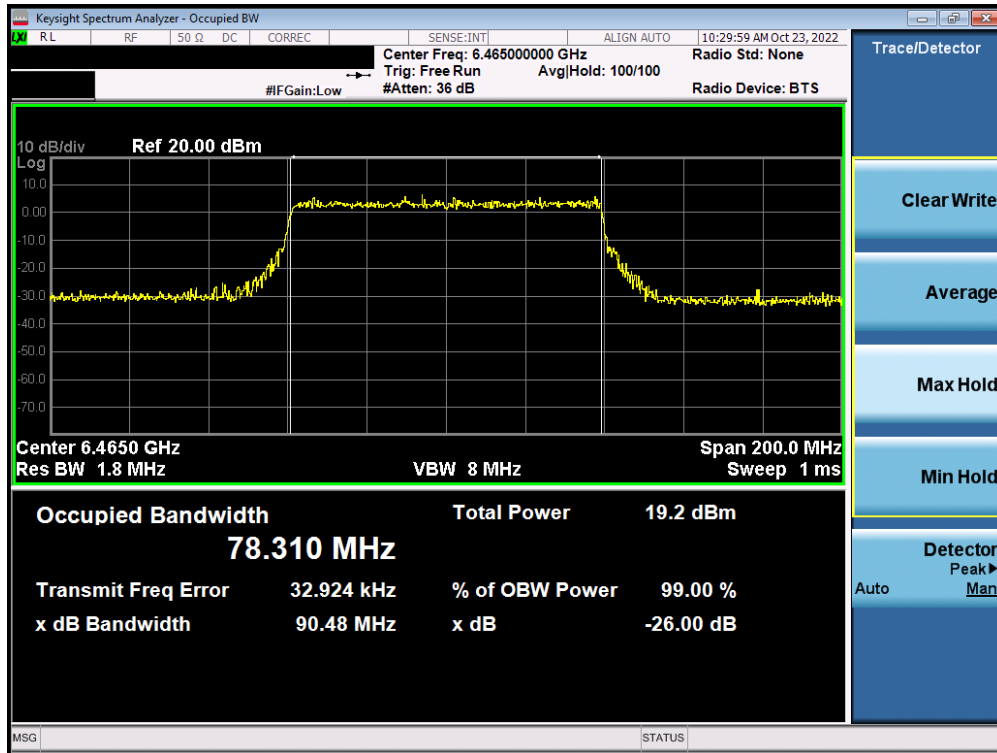 Keysight Spectrum Analyzer - Occupied BW
LXI RL RF 50 Ω DC CORREC SENSE:INT ALIGN AUTO 10:29:59 AM Oct 23, 2022
Center Freq: 6.465000000 GHz Radio Std: None
Trig: Free Run Avg|Hold: 100/100
#IFGain:Low #Atten: 36 dB Radio Device: BTS
10 dB/div Ref 20.00 dBm
Log
10.0
0.00
-10.0
-20.0
-30.0
-40.0
-50.0
-60.0
-70.0
Center 6.4650 GHz Span 200.0 MHz
Res BW 1.8 MHz VBW 8 MHz Sweep 1 ms
Occupied Bandwidth Total Power 19.2 dBm
78.310 MHz
Transmit Freq Error 32.924 kHz % of OBW Power 99.00 %
x dB Bandwidth 90.48 MHz x dB -26.00 dB
MSG STATUS
Trace/Detector
Clear Write
Average
Max Hold
Min Hold
Detector
Peak▶
Auto Man